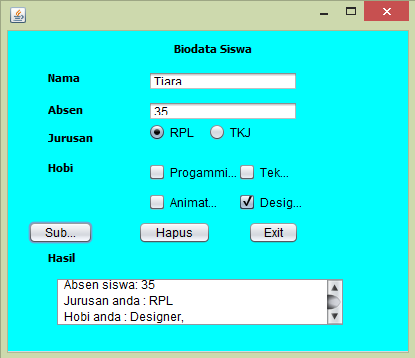 Biodata Siswa
Nama Tiara
Absen 35
Jurusan RPL TKJ
Hobi Progammi... Tek...
Animat... Desig...
Sub... Hapus Exit
Hasil
Absen siswa: 35
Jurusan anda : RPL
Hobi anda : Designer,